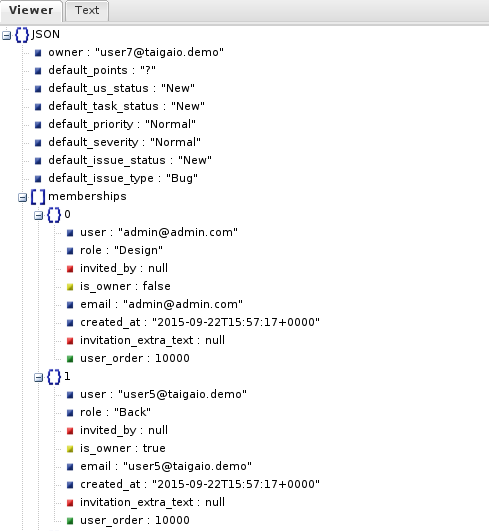 Viewer
Text
JSON
owner : "user7@taigaio.demo"
default_points : "?"
default_us_status : "New"
default_task_status : "New"
default_priority : "Normal"
default_severity : "Normal"
default_issue_status : "New"
default_issue_type : "Bug"
memberships
0
user : "admin@admin.com"
role : "Design"
invited_by : null
is_owner : false
email : "admin@admin.com"
created_at : "2015-09-22T15:57:17+0000"
invitation_extra_text : null
user_order : 10000
1
user : "user5@taigaio.demo"
role : "Back"
invited_by : null
is_owner : true
email : "user5@taigaio.demo"
created_at : "2015-09-22T15:57:17+0000"
invitation_extra_text : null
user_order : 10000